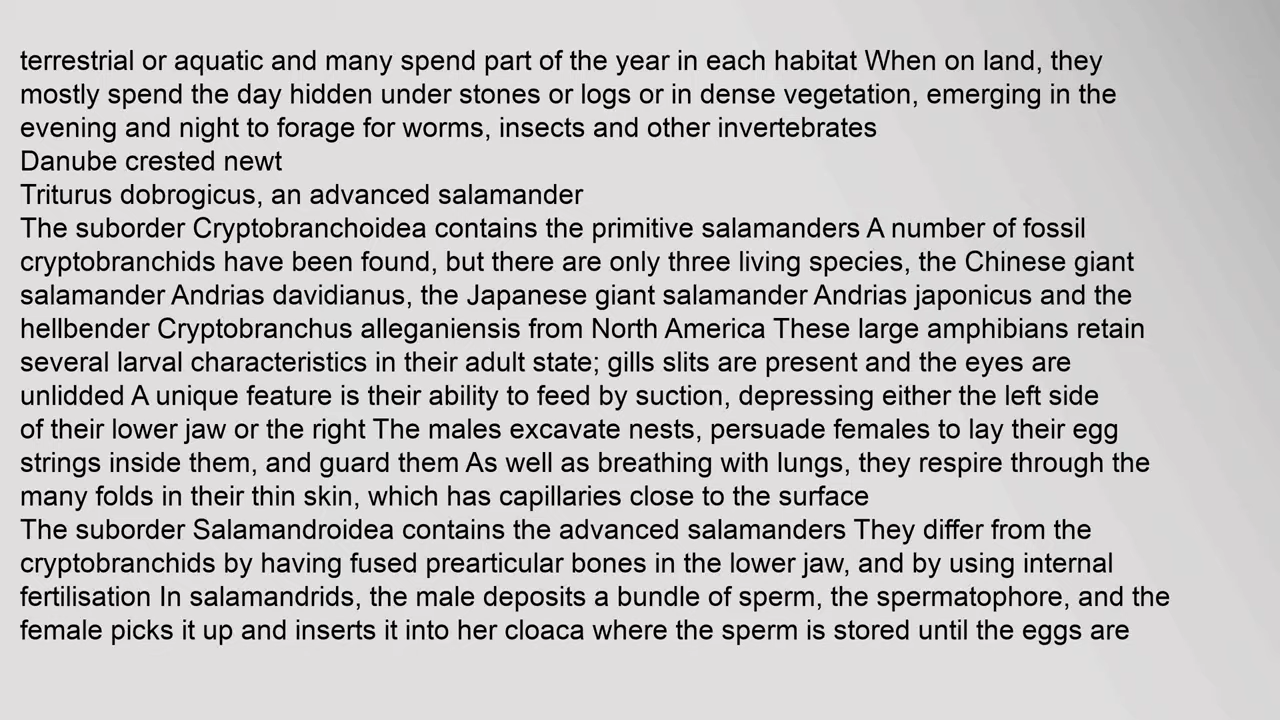 terrestrial or aquatic and many spend part of the year in each habitat When on land, they
mostly spend the day hidden under stones or logs or in dense vegetation, emerging in the
evening and night to forage for worms, insects and other invertebrates
Danube crested newt
Triturus dobrogicus, an advanced salamander
The suborder Cryptobranchoidea contains the primitive salamanders A number of fossil
cryptobranchids have been found, but there are only three living species, the Chinese giant
salamander Andrias davidianus, the Japanese giant salamander Andrias japonicus and the
hellbender Cryptobranchus alleganiensis from North America These large amphibians retain
several larval characteristics in their adult state; gills slits are present and the eyes are
unlidded A unique feature is their ability to feed by suction, depressing either the left side
of their lower jaw or the right The males excavate nests, persuade females to lay their egg
strings inside them, and guard them As well as breathing with lungs, they respire through the
many folds in their thin skin, which has capillaries close to the surface
The suborder Salamandroidea contains the advanced salamanders They differ from the
cryptobranchids by having fused prearticular bones in the lower jaw, and by using internal
fertilisation In salamandrids, the male deposits a bundle of sperm, the spermatophore, and the
female picks it up and inserts it into her cloaca where the sperm is stored until the eggs are